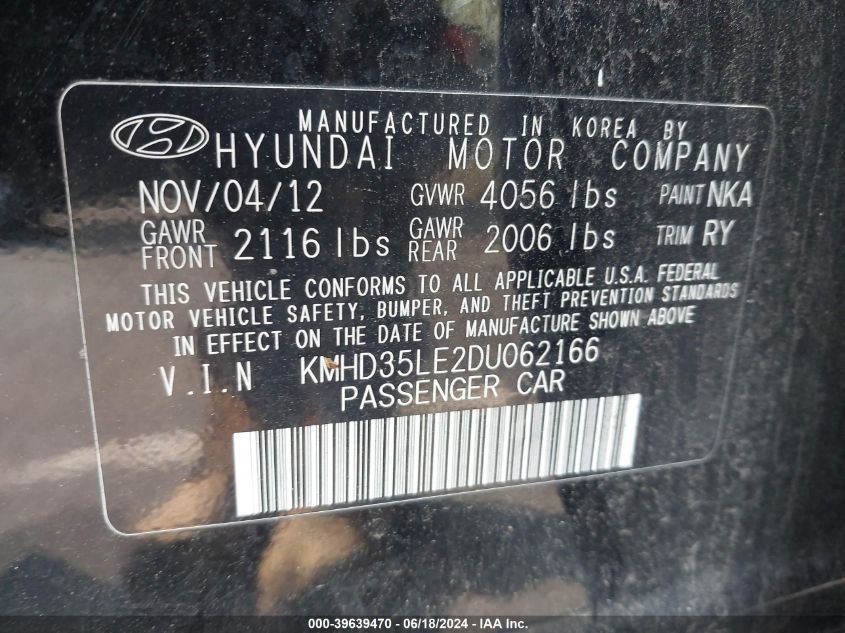 MANUFACTURED IN KOREA BY
HYUNDAI MOTOR COMPANY
NOV/04/12 GVWR 4056 lbs PAINT NKA
GAWR FRONT 2116 lbs GAWR REAR 2006 lbs TRIM RY
THIS VEHICLE CONFORMS TO ALL APPLICABLE U.S.A. FEDERAL
MOTOR VEHICLE SAFETY, BUMPER, AND THEFT PREVENTION STANDARDS
IN EFFECT ON THE DATE OF MANUFACTURE SHOWN ABOVE
V.I.N KMHD35LE2DU062166
PASSENGER CAR
000-39639470 - 06/18/2024 - IAA Inc.